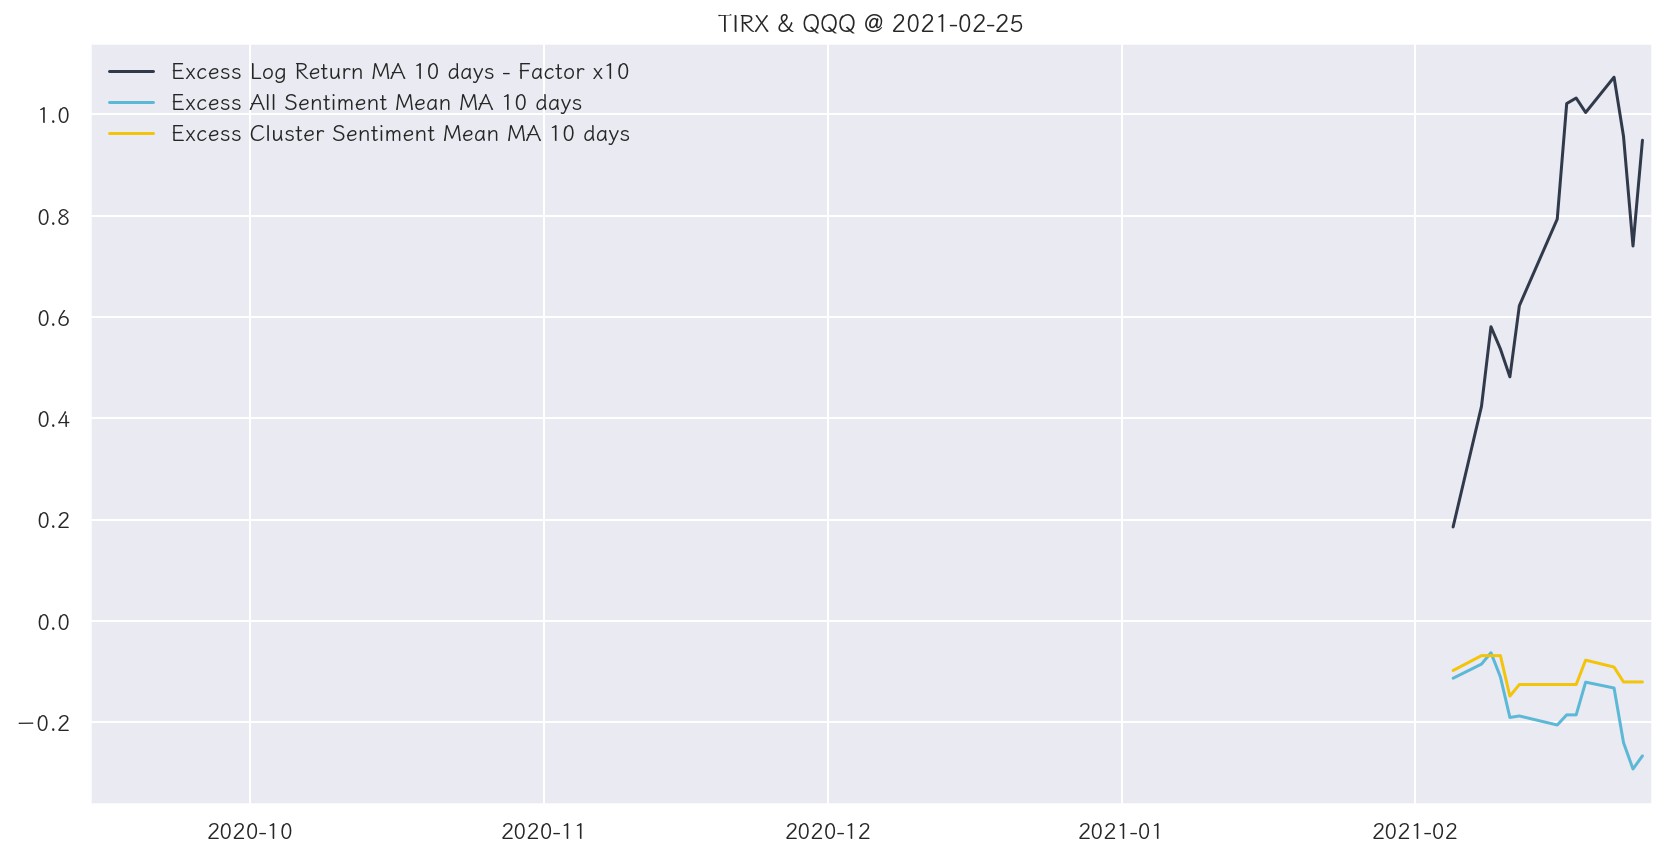 TIRX & QQQ @ 2021-02-25
Excess Log Return MA 10 days - Factor x10
Excess All Sentiment Mean MA 10 days
Excess Cluster Sentiment Mean MA 10 days
1.0
0.8
0.6
0.4
0.2
0.0
−0.2
2020-10 2020-11 2020-12 2021-01 2021-02